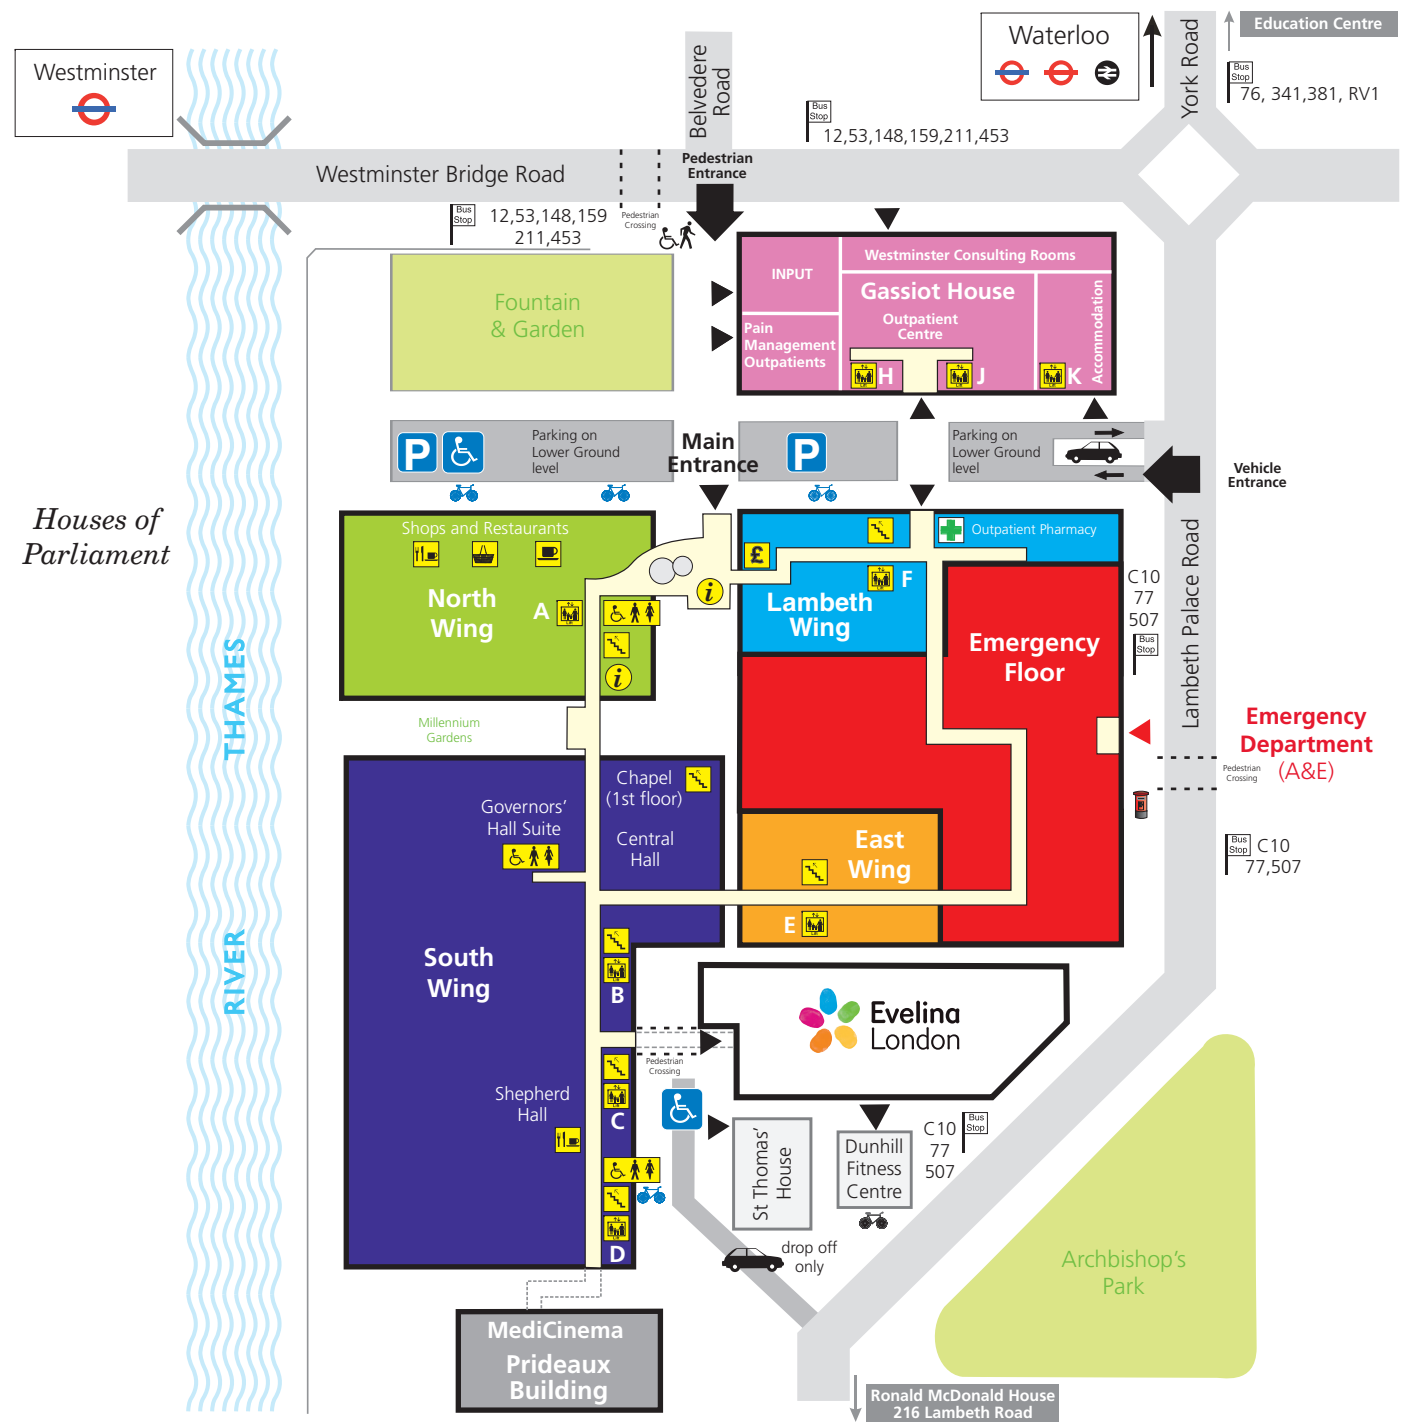 Education Centre
Westminster
Waterloo
York Road
Bus
Stop
76, 341,381, RV1
Belvedere
Road
Bus
Stop
12,53,148,159,211,453
Westminster Bridge Road
Pedestrian
Entrance
Bus
Stop
12,53,148,159
211,453
Pedestrian
Crossing
Fountain
& Garden
INPUT
Westminster Consulting Rooms
Gassiot House
Outpatient
Centre
Pain
Management
Outpatients
Accommodation
H
J
K
P
Parking on
Lower Ground
level
Main
Entrance
P
Parking on
Lower Ground
level
Vehicle
Entrance
Houses of
Parliament
Shops and Restaurants
North
Wing
A
i
i
£
Outpatient Pharmacy
F
Lambeth
Wing
Emergency
Floor
C10
77
507
Bus
Stop
Lambeth Palace Road
Emergency
Department
(A&E)
Pedestrian
Crossing
Bus
Stop
C10
77,507
RIVER THAMES
Millennium
Gardens
Chapel
(1st floor)
Governors’
Hall Suite
Central
Hall
East
Wing
E
South
Wing
B
Evelina
London
Pedestrian
Crossing
Shepherd
Hall
C
D
St Thomas’
House
Dunhill
Fitness
Centre
C10
77
507
Bus
Stop
drop off
only
Archbishop’s
Park
MediCinema
Prideaux
Building
Ronald McDonald House
216 Lambeth Road